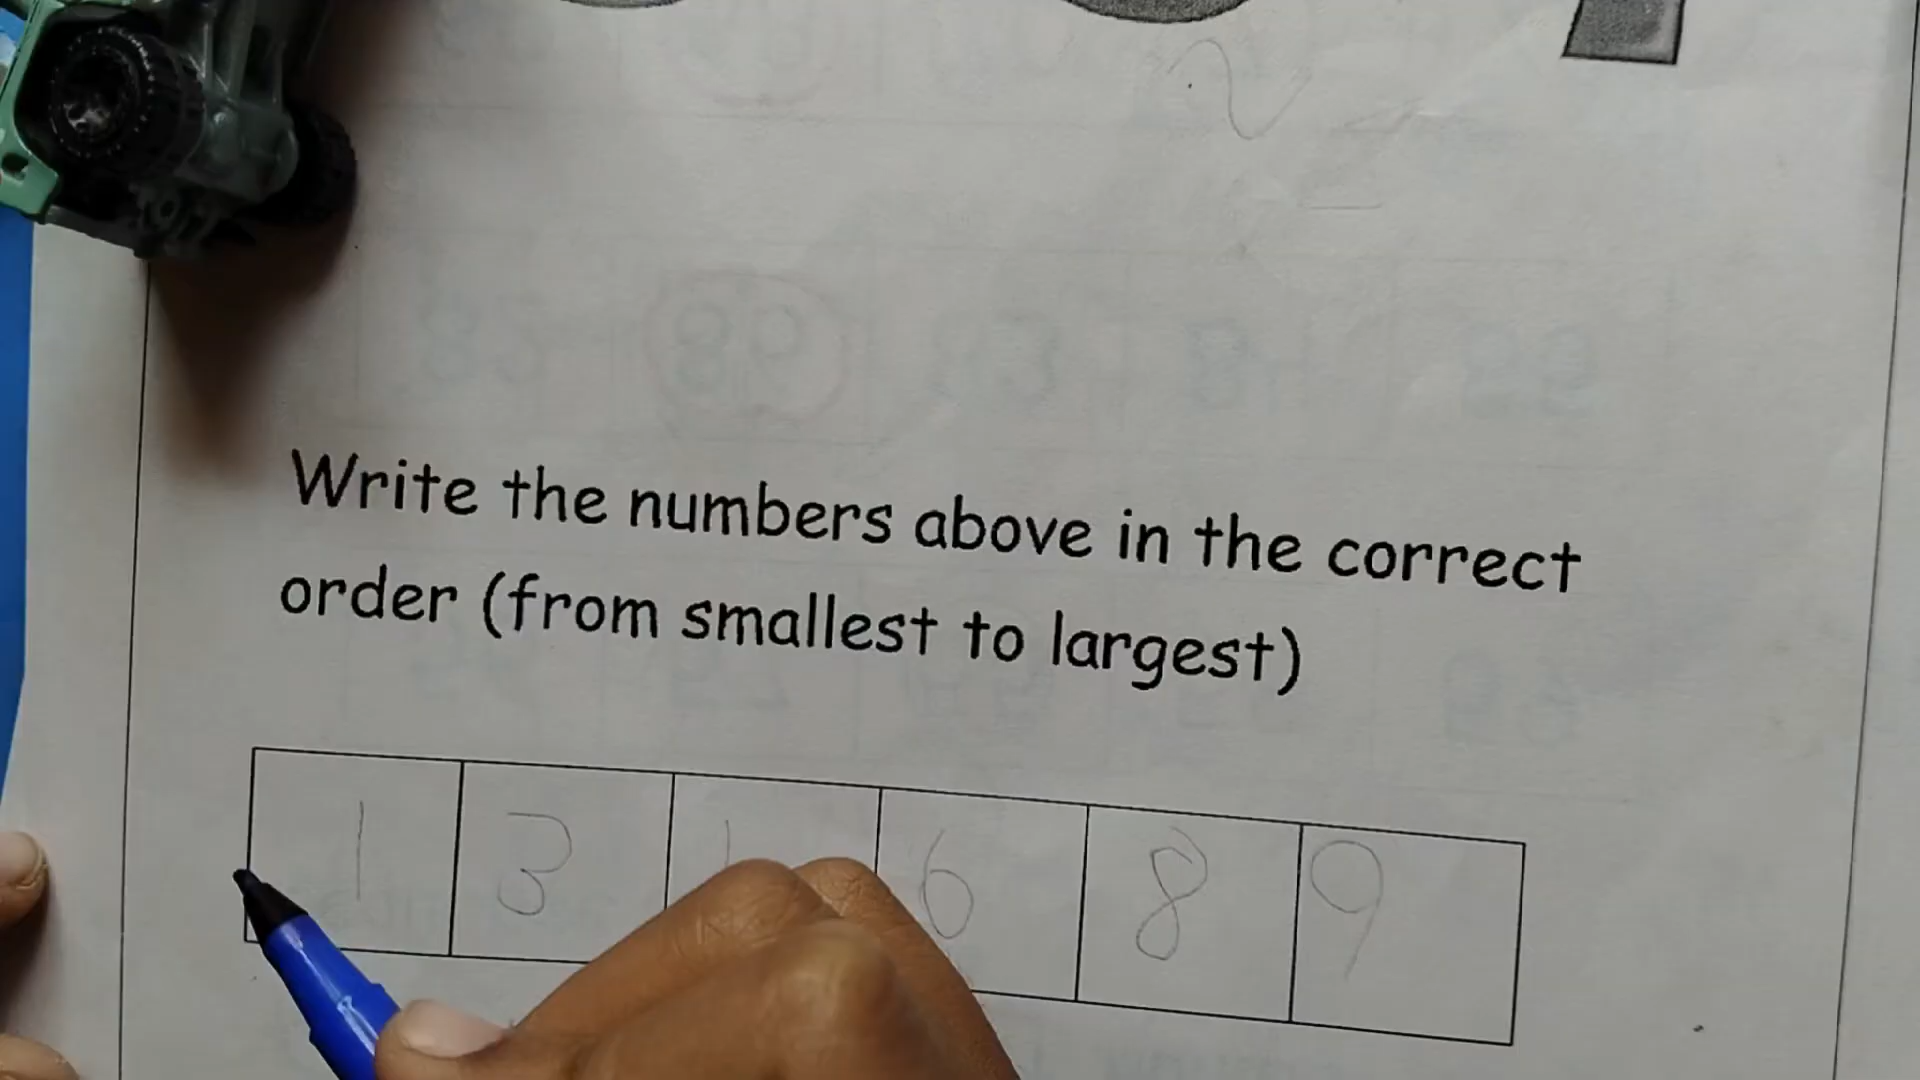 Write the numbers above in the correct
order (from smallest to largest)
1 3 6 8 9